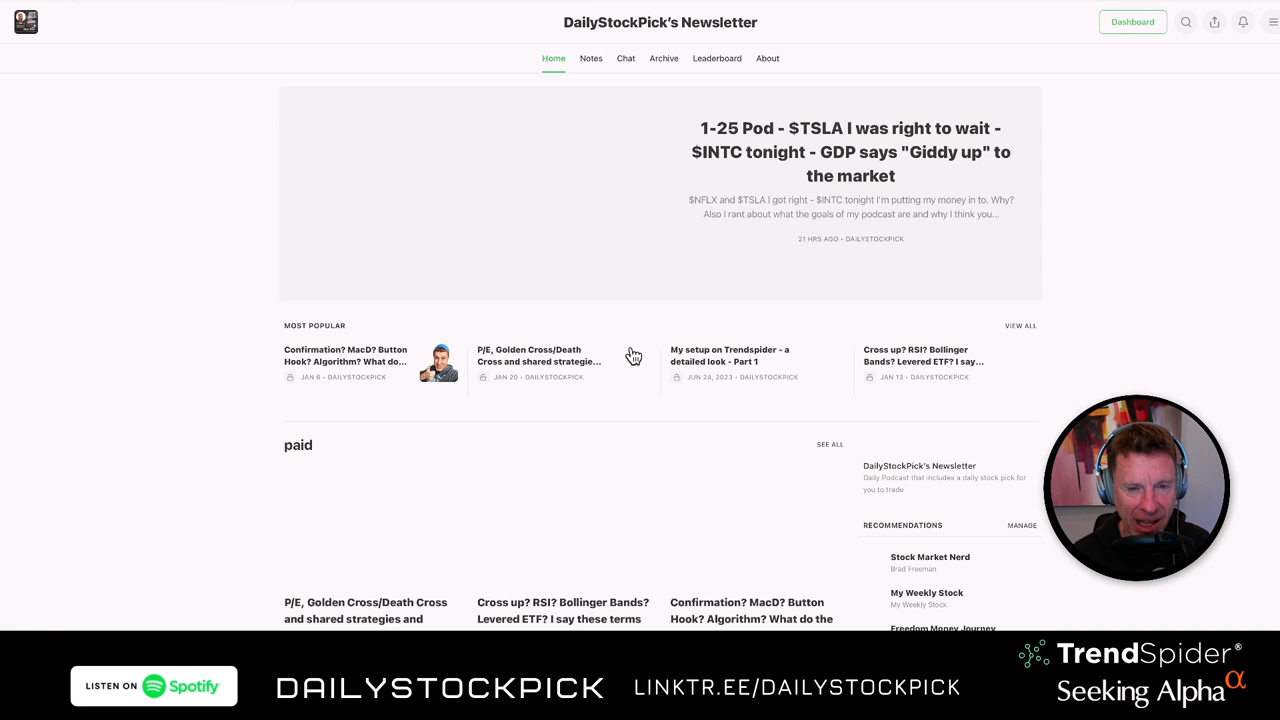 DailyStockPick's Newsletter
Dashboard
Home Notes Chat Archive Leaderboard About
1-25 Pod - $TSLA I was right to wait -
$INTC tonight - GDP says "Giddy up" to
the market
$NFLX and $TSLA I got right - $INTC tonight I'm putting my money in to. Why?
Also I rant about what the goals of my podcast are and why I think you...
21 HRS AGO • DAILYSTOCKPICK
MOST POPULAR
VIEW ALL
Confirmation? MacD? Button
Hook? Algorithm? What do...
JAN 6 • DAILYSTOCKPICK
P/E, Golden Cross/Death
Cross and shared strategie...
JAN 20 • DAILYSTOCKPICK
My setup on Trendspider - a
detailed look - Part 1
JUN 24, 2023 • DAILYSTOCKPICK
Cross up? RSI? Bollinger
Bands? Levered ETF? I say...
JAN 13 • DAILYSTOCKPICK
paid
SEE ALL
P/E, Golden Cross/Death Cross
and shared strategies and
Cross up? RSI? Bollinger Bands?
Levered ETF? I say these terms
Confirmation? MacD? Button
Hook? Algorithm? What do the
DailyStockPick's Newsletter
Daily Podcast that includes a daily stock pick for
you to trade
RECOMMENDATIONS
MANAGE
Stock Market Nerd
Brad Freeman
My Weekly Stock
My Weekly Stock
Freedom Money Journey
LISTEN ON Spotify
DAILYSTOCKPICK
LINKTR.EE/DAILYSTOCKPICK
TrendSpider®
Seeking Alpha α